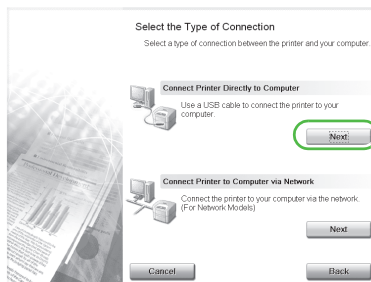 Select the Type of Connection
Select a type of connection between the printer and your computer.
Connect Printer Directly to Computer
Use a USB cable to connect the printer to your
computer.
Next
Connect Printer to Computer via Network
Connect the printer to your computer via the network.
(For Network Models)
Next
Cancel
Back